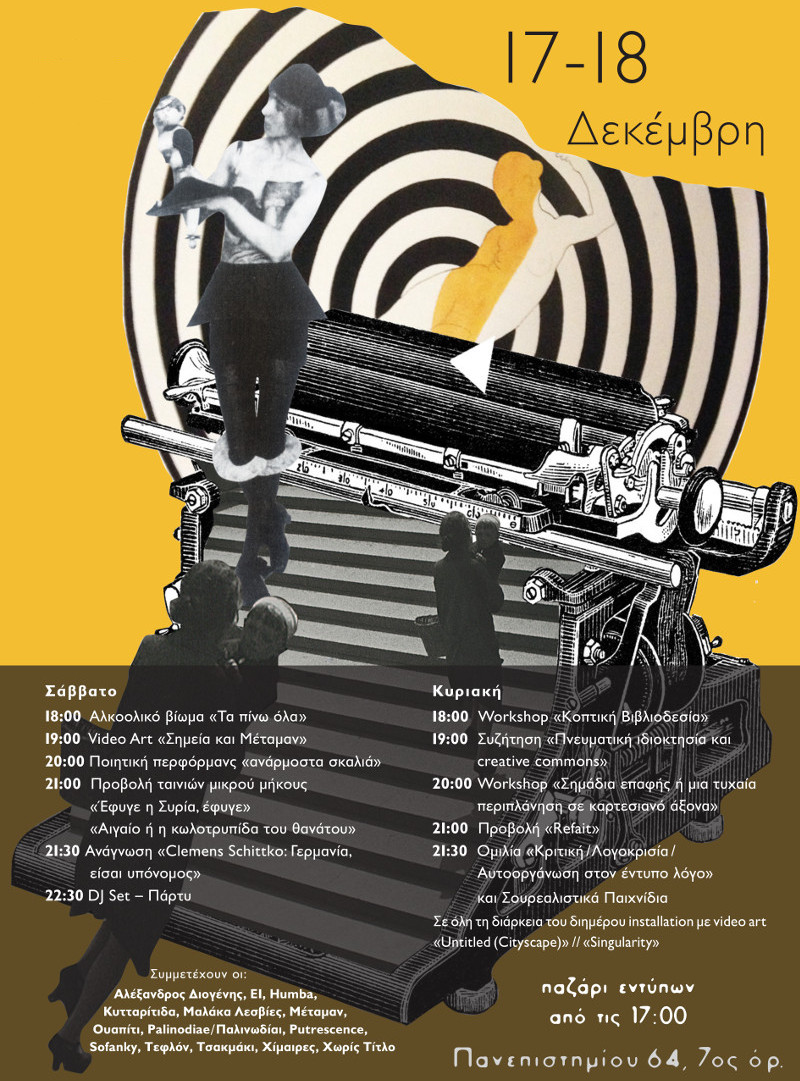 17-18
Δεκέμβρη
Σάββατο
18:00 Αλκοολικό βίωμα «Τα πίνω όλα»
19:00 Video Art «Σημεία και Μέταμαν»
20:00 Ποιητική περφόρμανς «ανάρμοστα σκαλιά»
21:00 Προβολή ταινιών μικρού μήκους
«Έφυγε η Συρία, έφυγε»
«Αιγαίο ή η κωλοτρυπίδα του θανάτου»
21:30 Ανάγνωση «Clemens Schittko: Γερμανία,
είσαι υπόνομος»
22:30 DJ Set – Πάρτυ
Κυριακή
18:00 Workshop «Κοπτική Βιβλιοδεσία»
19:00 Συζήτηση «Πνευματική ιδιοκτησία και
creative commons»
20:00 Workshop «Σημάδια επαφής ή μια τυχαία
περιπλάνηση σε καρτεσιανό άξονα»
21:00 Προβολή «Refait»
21:30 Ομιλία «Κριτική/Λογοκρισία/
Αυτοοργάνωση στον έντυπο λόγο»
και Σουρεαλιστικά Παιχνίδια
Σε όλη τη διάρκεια του διημέρου installation με video art
«Untitled (Cityscape)» // «Singularity»
Συμμετέχουν οι:
Αλέξανδρος Διογένης, ΕΙ, Humba,
Κυτταρίτιδα, Μαλάκα Λεσβίες, Μέταμαν,
Ουαπίτι, Palinodiae/Παλινωδίαι, Putrescence,
Sofanky, Τεφλόν, Τσακμάκι, Χίμαιρες, Χωρίς Τίτλο
παζάρι εντύπων
από τις 17:00
Πανεπιστημίου 64, 7ος όρ.